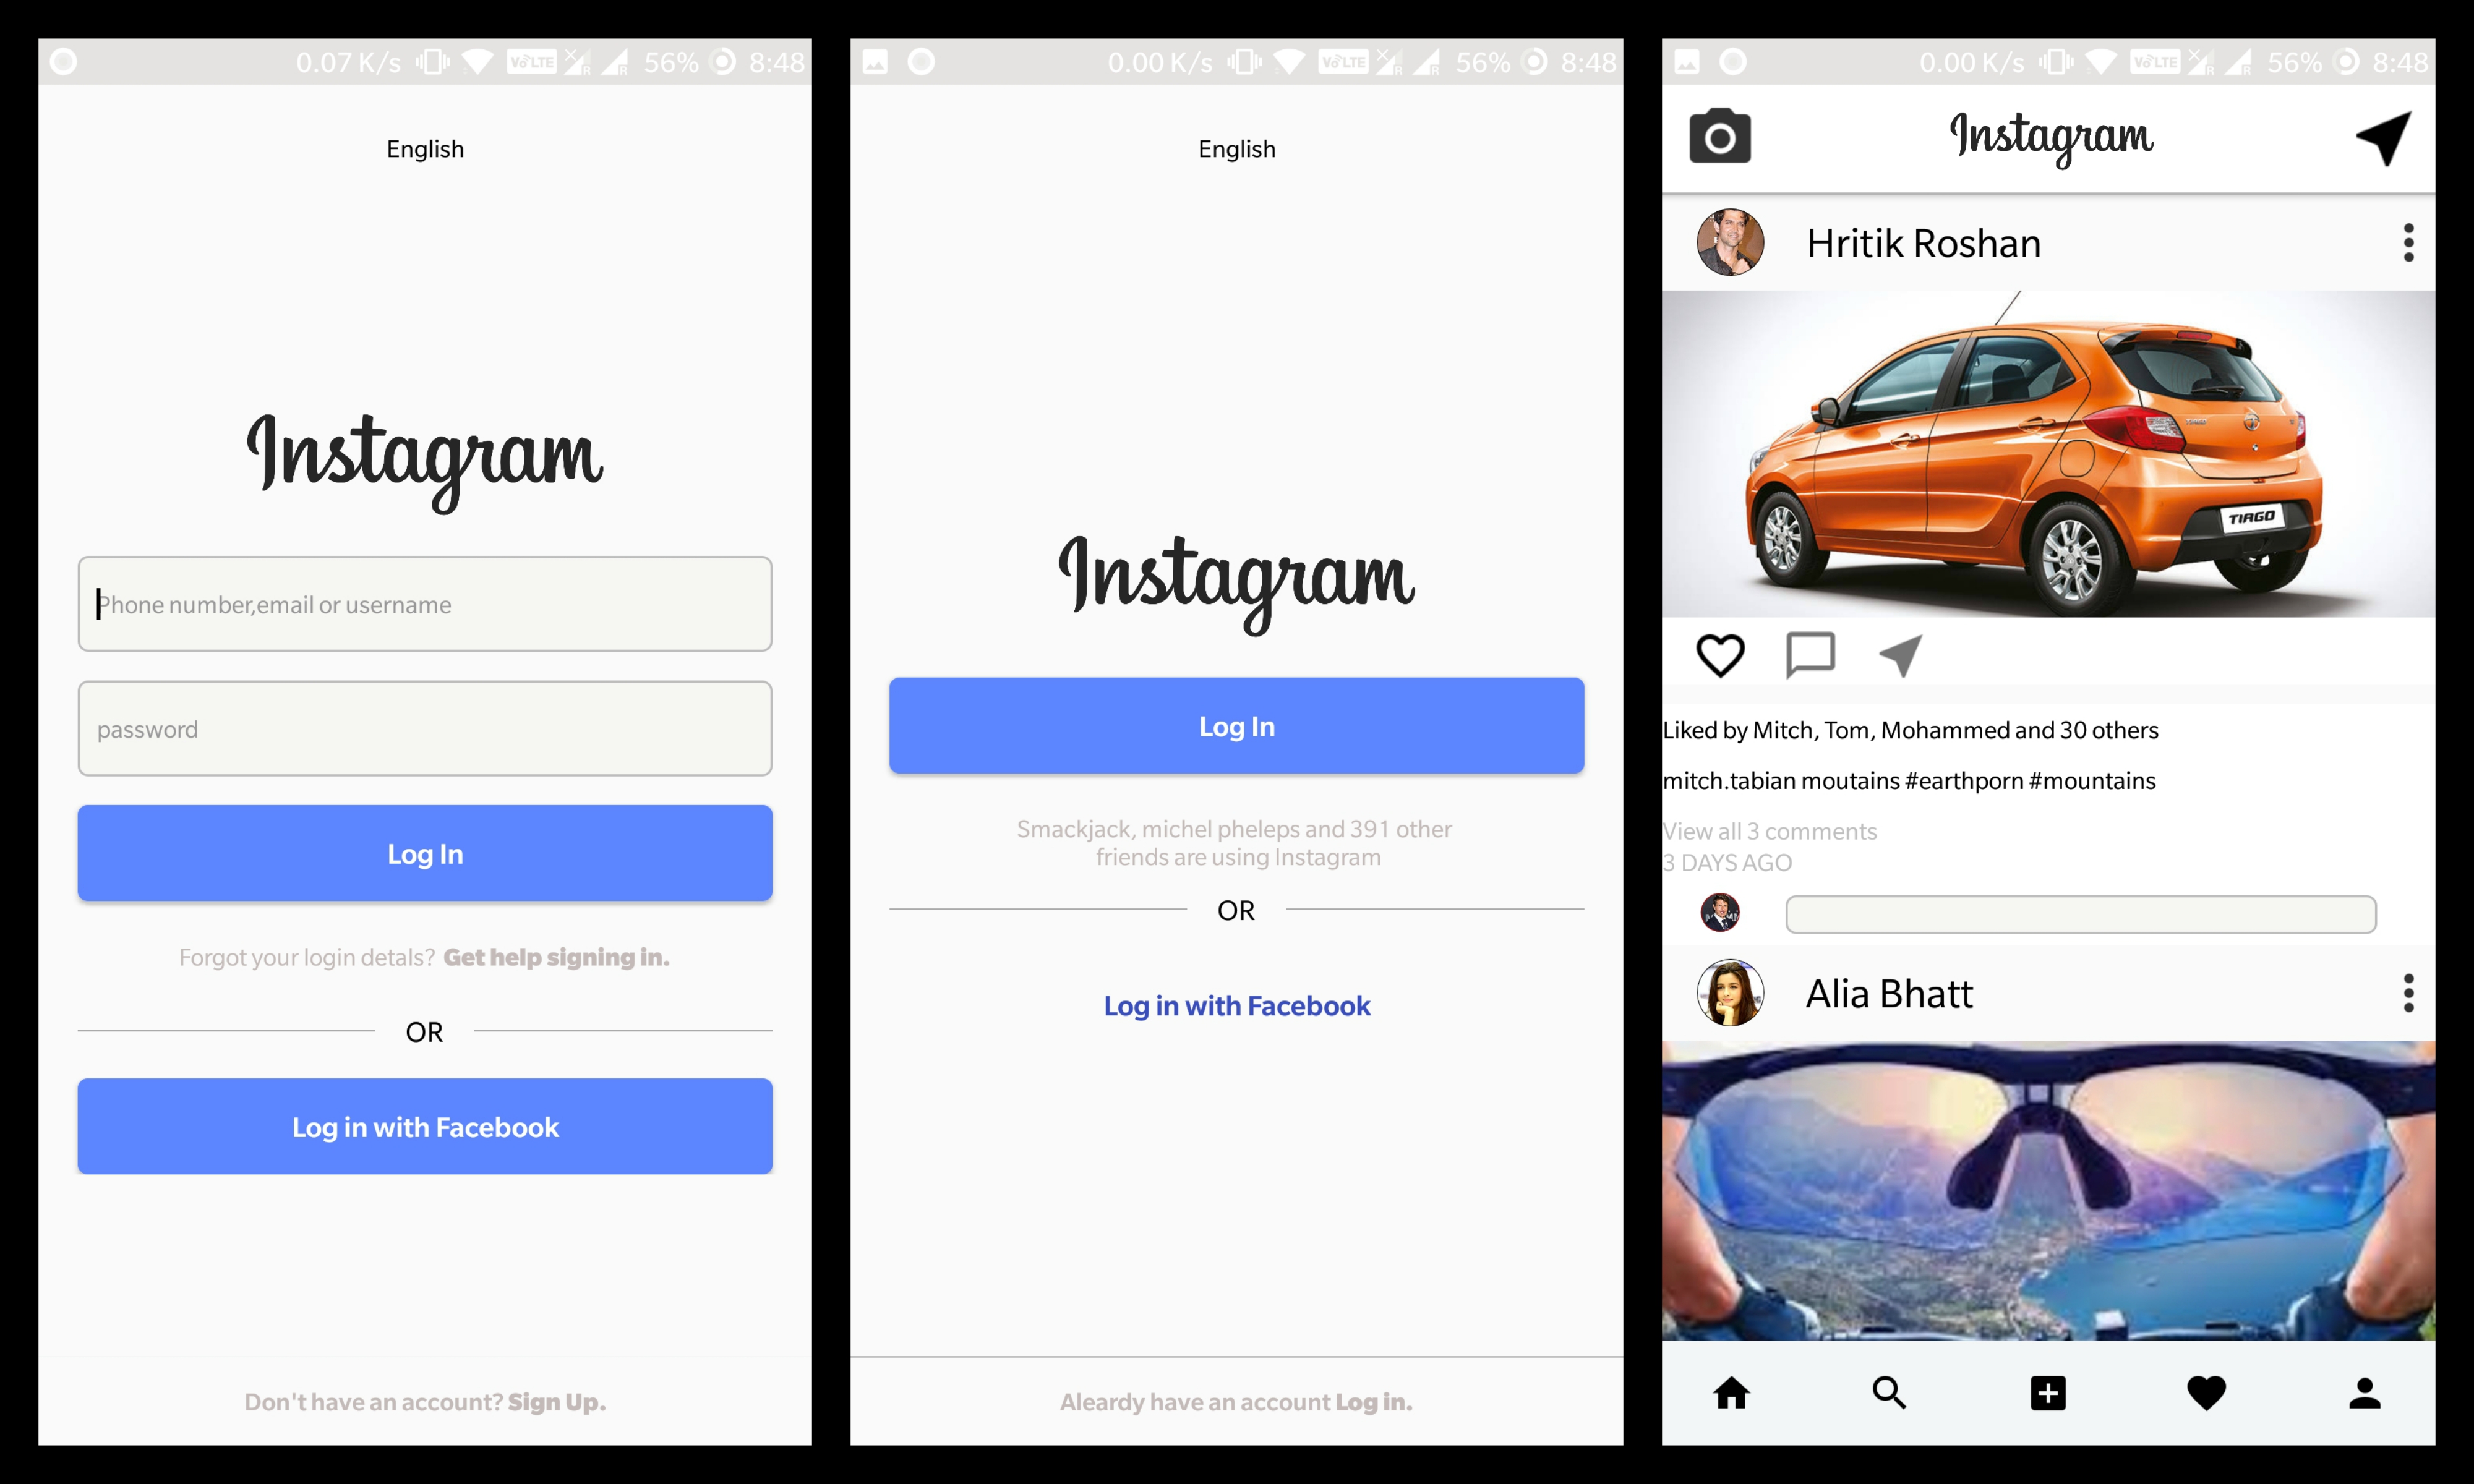 0.07 K/s VoLTE R R 56% 8:48
English
Instagram
Phone number,email or username
password
Log In
Forgot your login detals? Get help signing in.
OR
Log in with Facebook
Don't have an account? Sign Up.
0.00 K/s VoLTE R R 56% 8:48
English
Instagram
Log In
Smackjack, michel pheleps and 391 other
friends are using Instagram
OR
Log in with Facebook
Aleardy have an account Log in.
0.00 K/s VoLTE R R 56% 8:48
Instagram
Hritik Roshan
TIAGO
Liked by Mitch, Tom, Mohammed and 30 others
mitch.tabian moutains #earthporn #mountains
View all 3 comments
3 DAYS AGO
Alia Bhatt